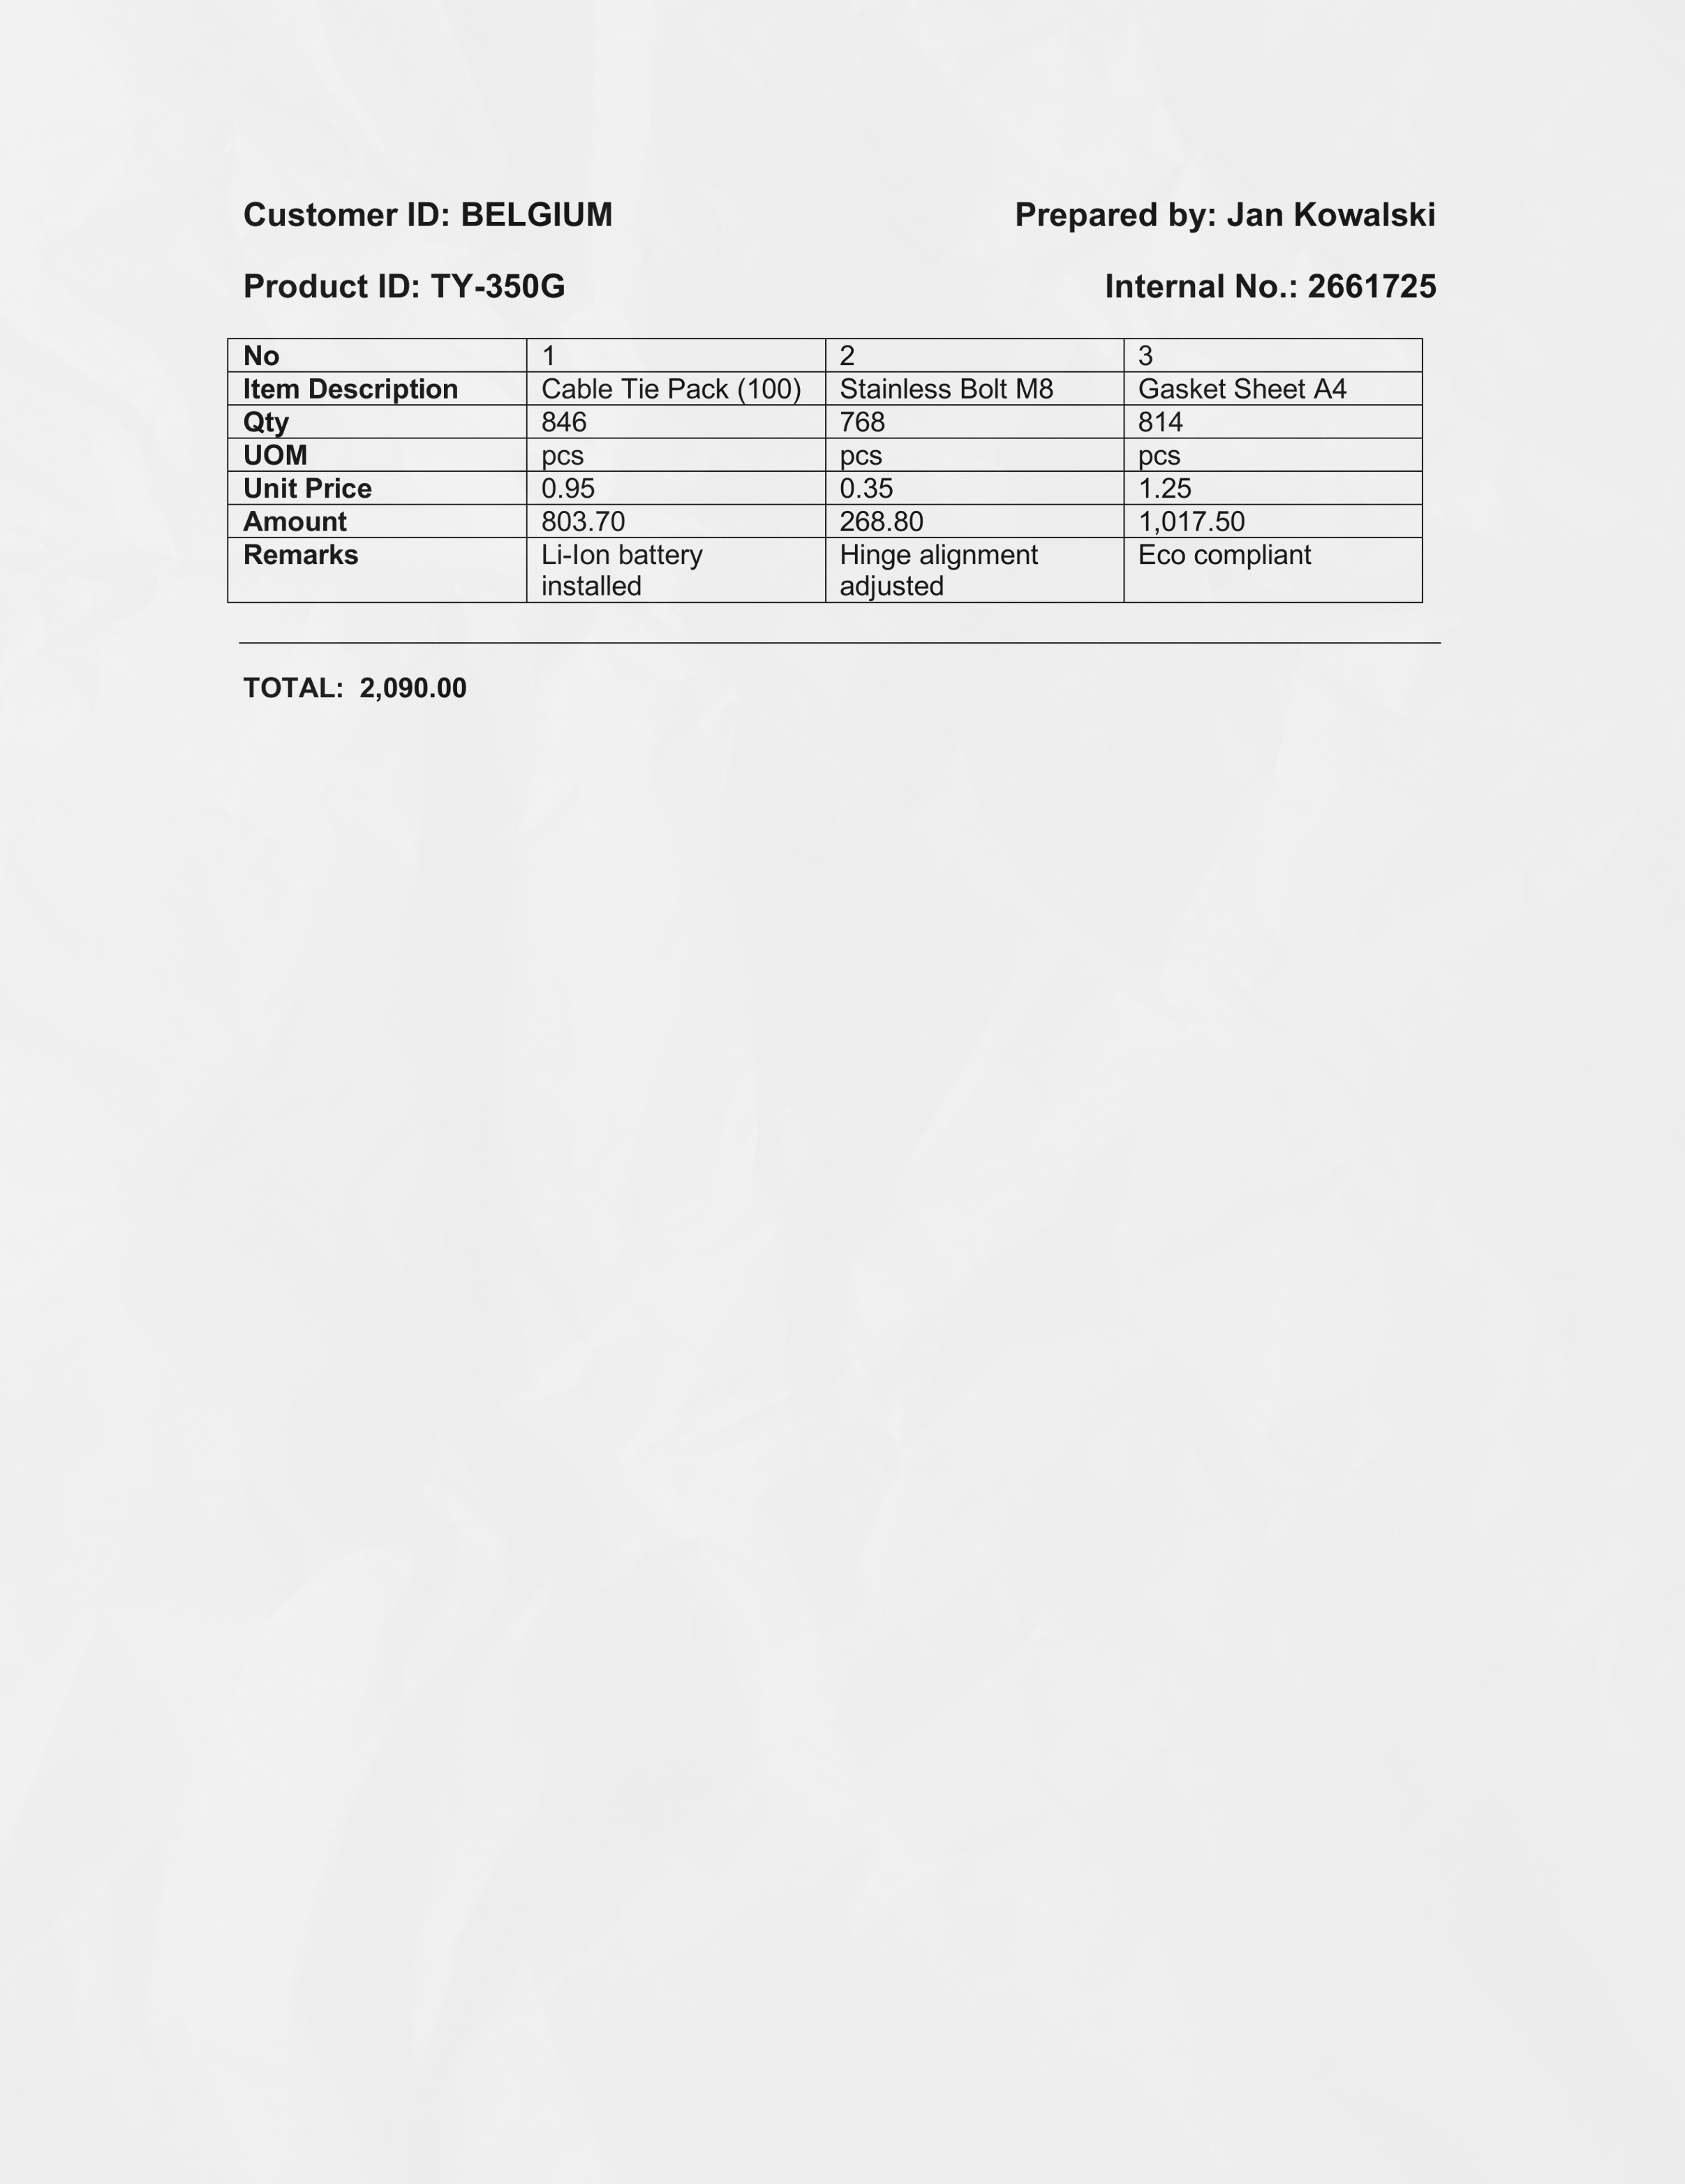 Customer ID: BELGIUM Prepared by: Jan Kowalski
Product ID: TY-350G Internal No.: 2661725
No 1 2 3
Item Description Cable Tie Pack (100) Stainless Bolt M8 Gasket Sheet A4
Qty 846 768 814
UOM pcs pcs pcs
Unit Price 0.95 0.35 1.25
Amount 803.70 268.80 1,017.50
Remarks Li-Ion battery Hinge alignment Eco compliant
installed adjusted
TOTAL: 2,090.00